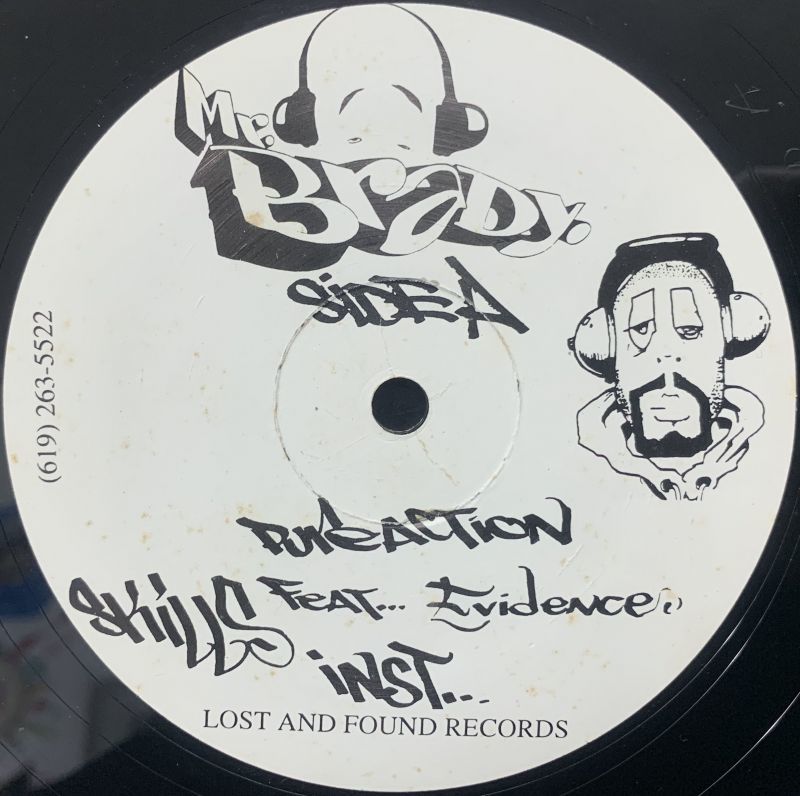 Mr.
Brady.
SIDE A
(619) 263-5522
PUREACTION
SKILLS FEAT... Evidence
iNST...
LOST AND FOUND RECORDS